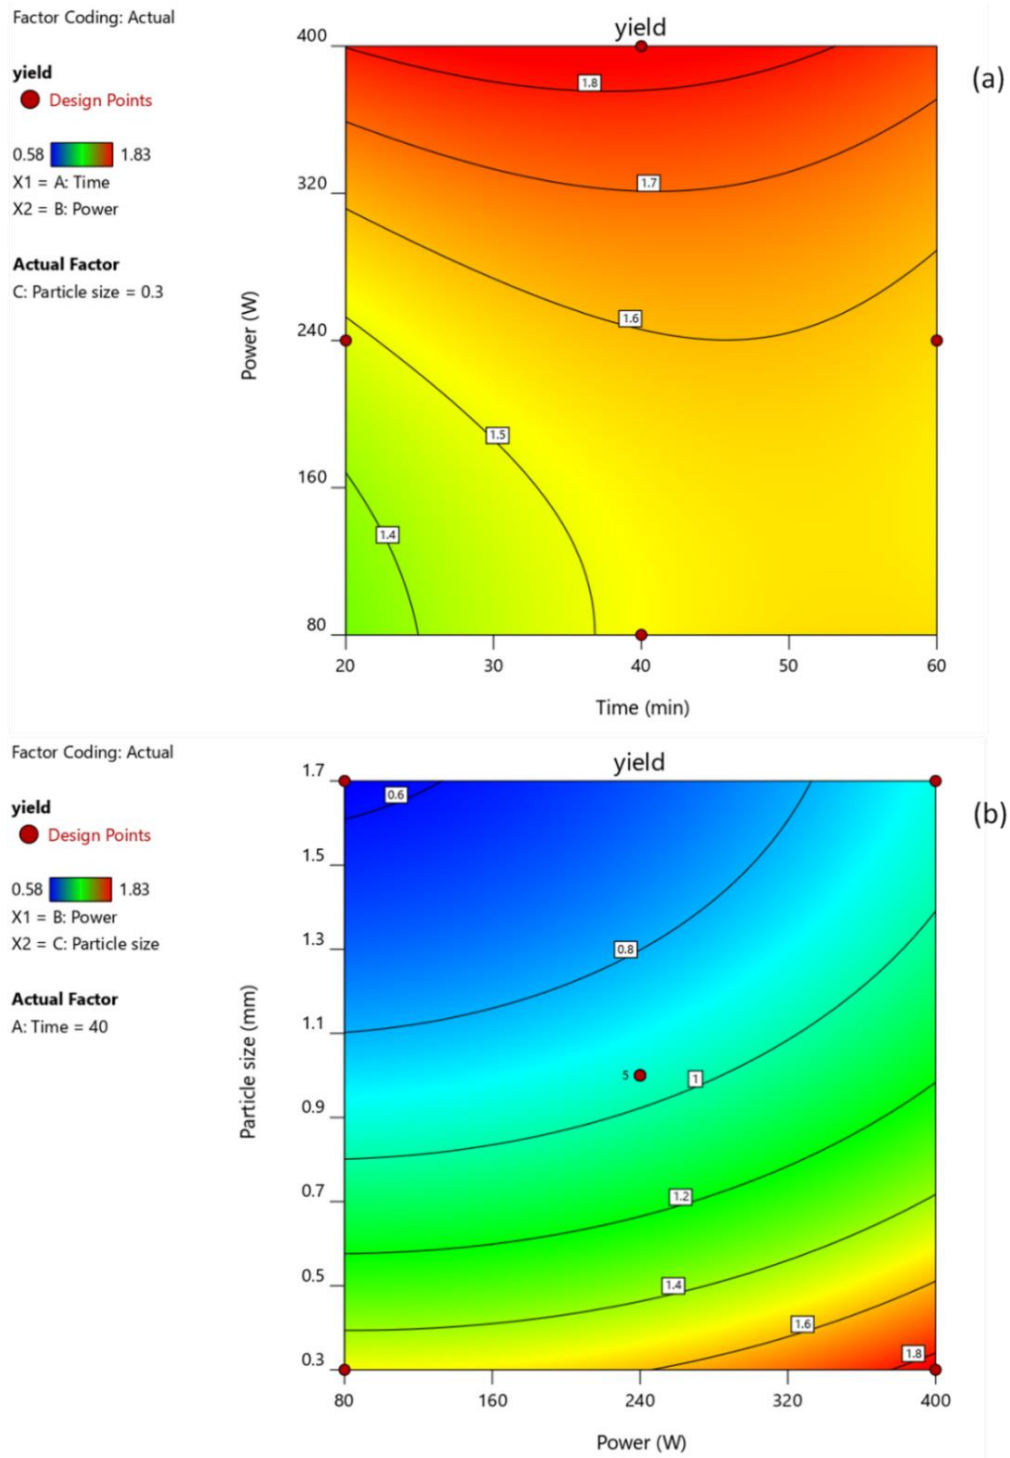 Factor Coding: Actual
yield
Design Points
0.58 1.83
X1 = A: Time
X2 = B: Power
Actual Factor
C: Particle size = 0.3
yield
(a)
400
320
240
160
80
Power (W)
1.8
1.7
1.6
1.5
1.4
20 30 40 50 60
Time (min)
Factor Coding: Actual
yield
Design Points
0.58 1.83
X1 = B: Power
X2 = C: Particle size
Actual Factor
A: Time = 40
yield
(b)
1.7
1.5
1.3
1.1
0.9
0.7
0.5
0.3
Particle size (mm)
0.6
0.8
5
1
1.2
1.4
1.6
1.8
80 160 240 320 400
Power (W)